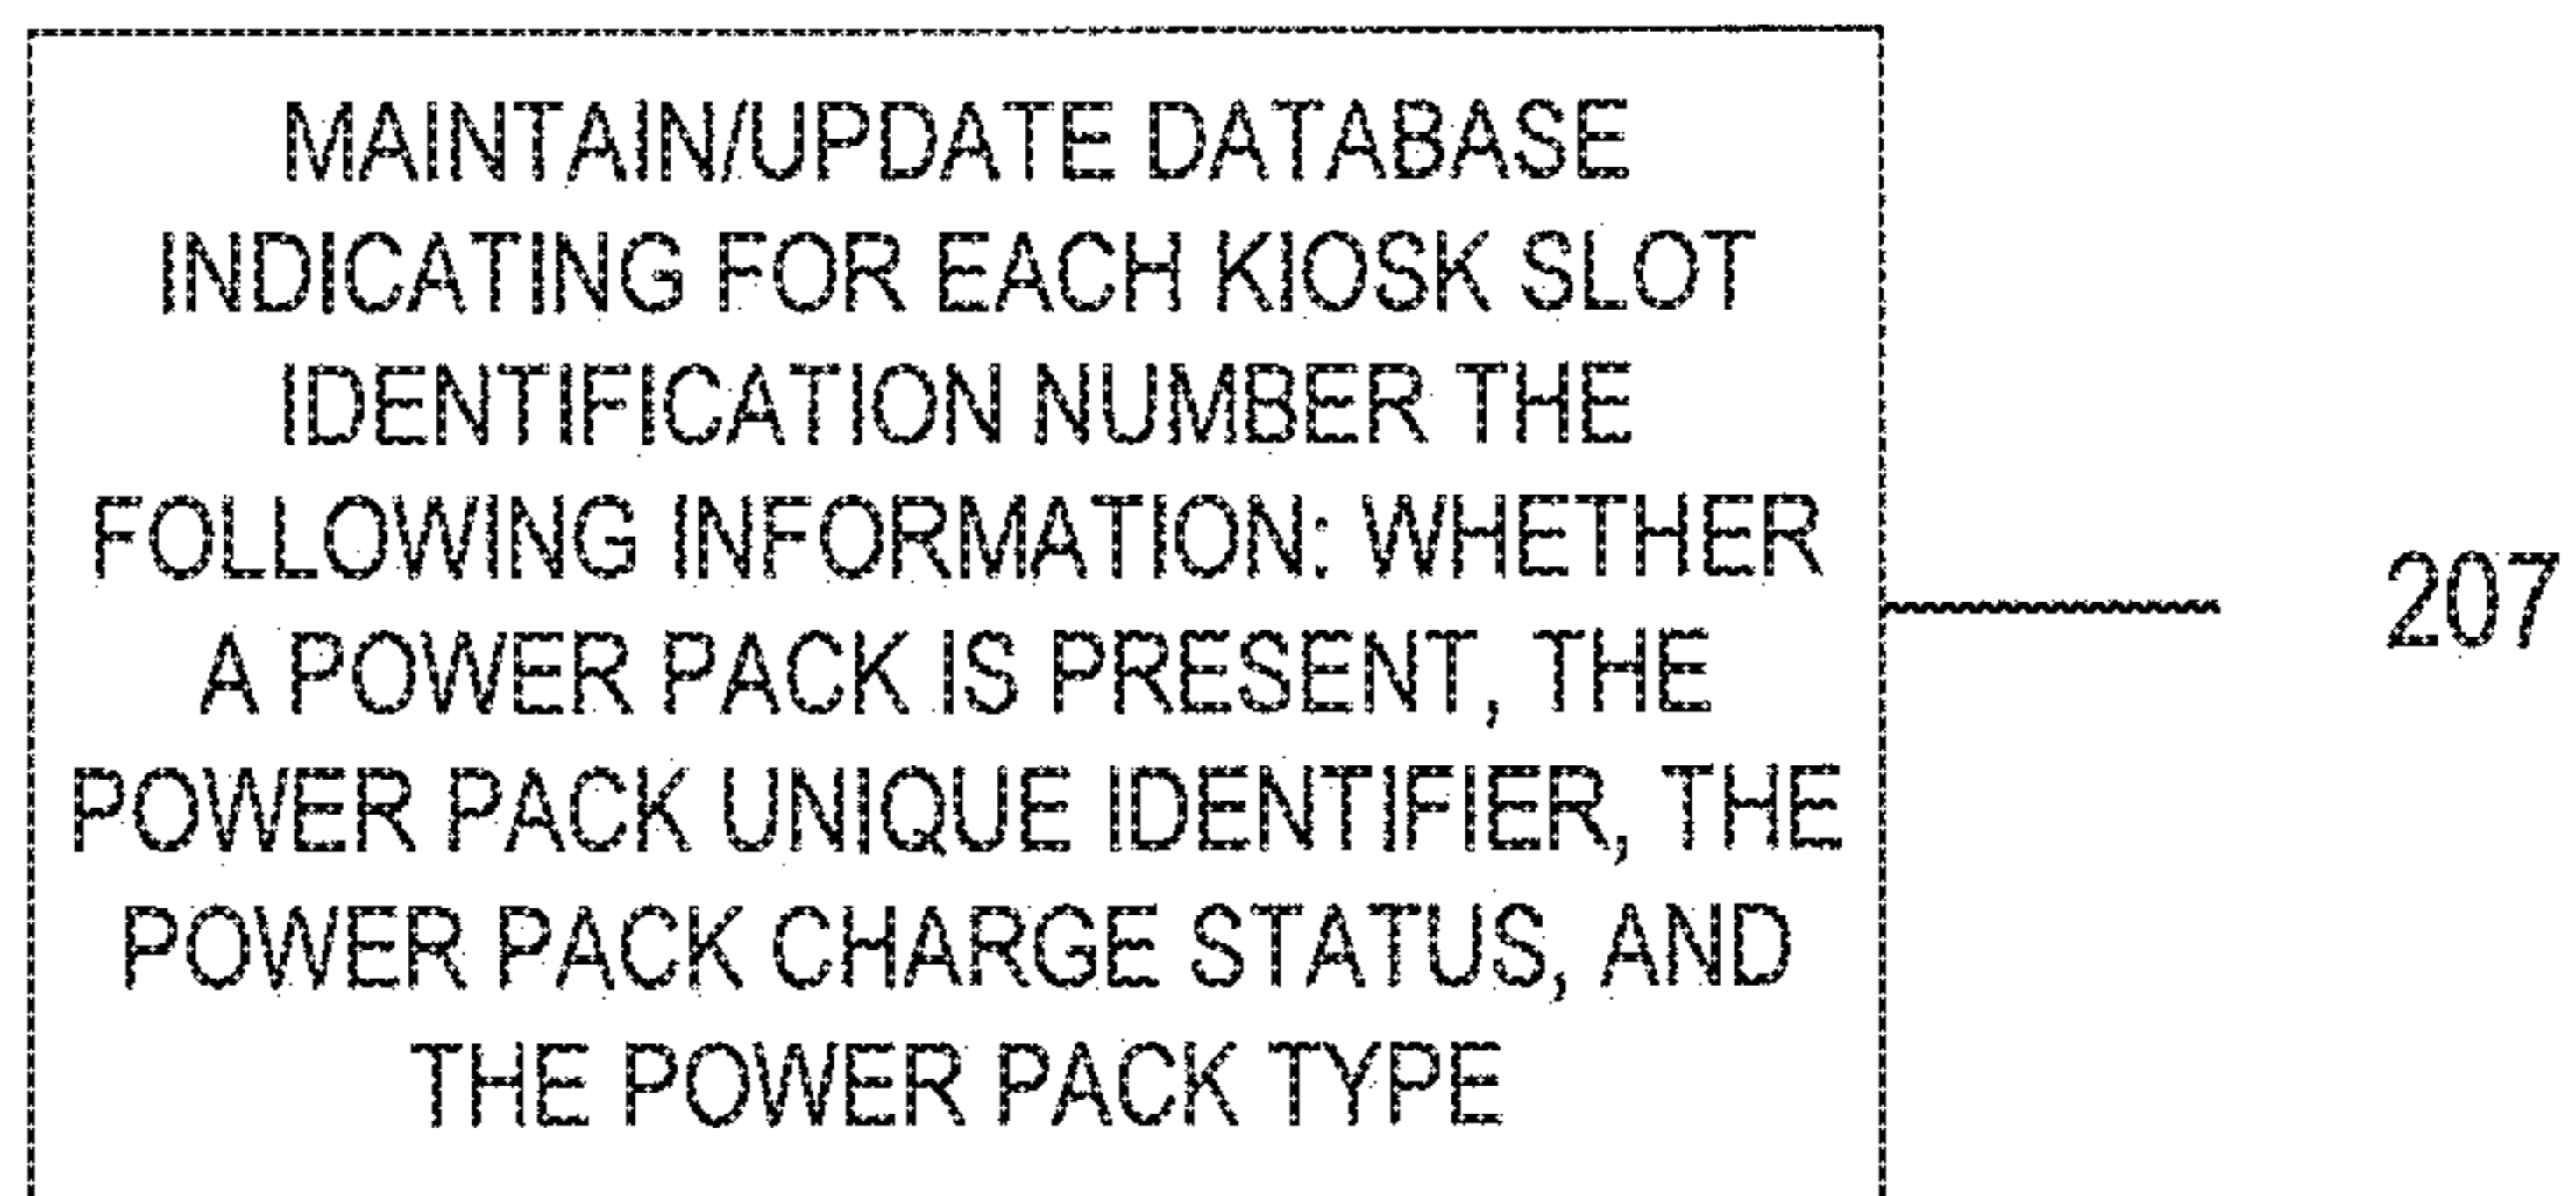 MAINTAIN/UPDATE DATABASE
INDICATING FOR EACH KIOSK SLOT
IDENTIFICATION NUMBER THE
FOLLOWING INFORMATION: WHETHER
A POWER PACK IS PRESENT, THE
POWER PACK UNIQUE IDENTIFIER, THE
POWER PACK CHARGE STATUS, AND
THE POWER PACK TYPE
207